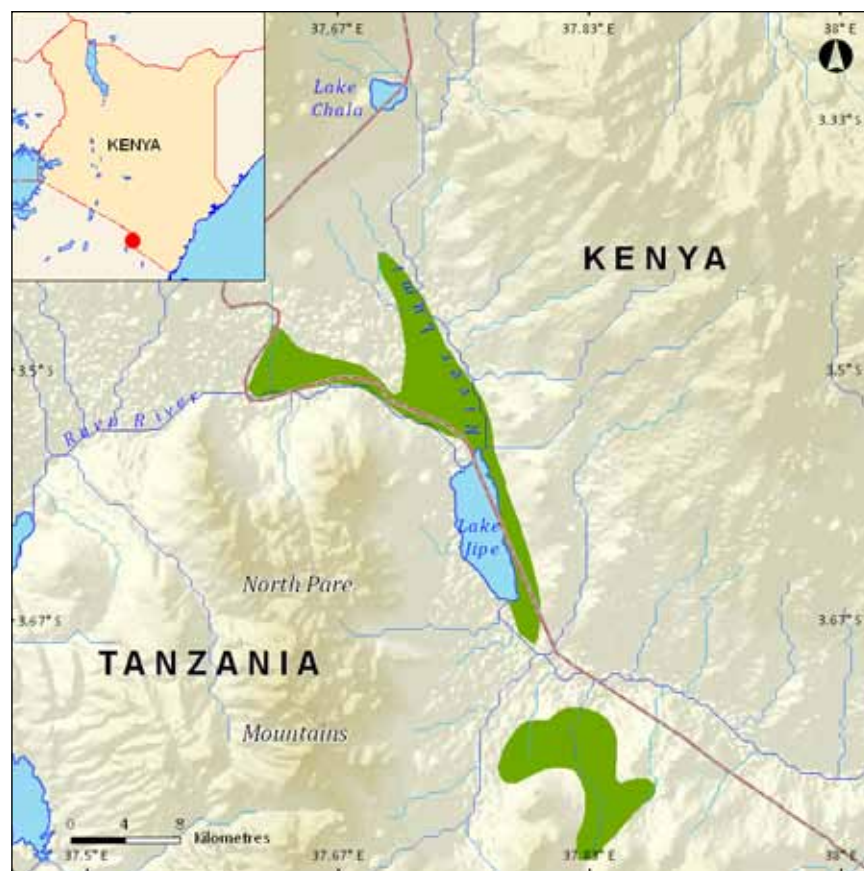 37.67° E
37.83° E
38° E
Lake
Chala
3.33° S
KENYA
KENYA
River Lumi
3.5° S
3.5° S
Ruvu River
Lake
Jipe
North Pare
3.67° S
3.67° S
TANZANIA
Mountains
0 4 8
Kilometres
37.5° E
37.67° E
37.83° E
38° E